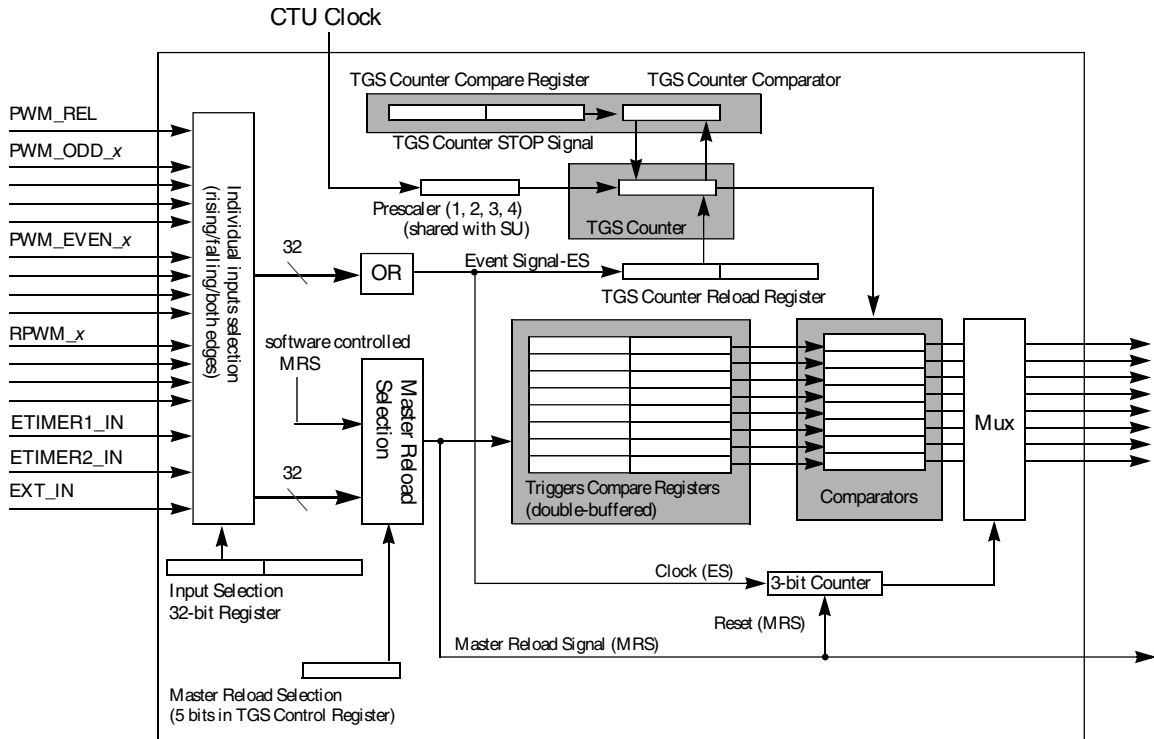 CTU Clock
TGS Counter Compare Register
TGS Counter Comparator
PWM_REL
TGS Counter STOP Signal
PWM_ODD_x
Individual inputs selection
(rising/falling/both edges)
Prescaler (1, 2, 3, 4)
(shared with SU)
TGS Counter
PWM_EVEN_x
32
OR
Event Signal-ES
TGS Counter Reload Register
RPWM_x
software controlled
MRS
Master Reload
Selection
Mux
ETIMER1_IN
ETIMER2_IN
32
EXT_IN
Triggers Compare Registers
(double-buffered)
Comparators
Input Selection
32-bit Register
Clock (ES)
3-bit Counter
Reset (MRS)
Master Reload Signal (MRS)
Master Reload Selection
(5 bits in TGS Control Register)